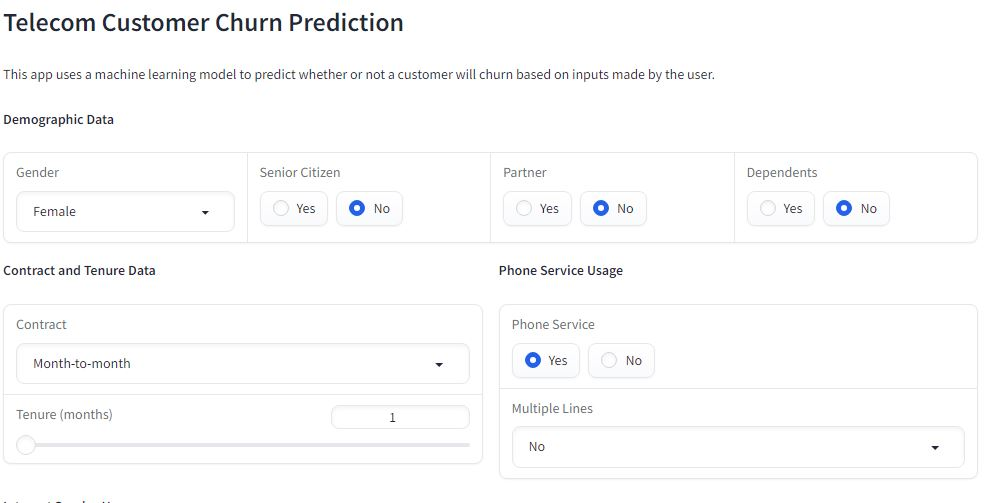 Telecom Customer Churn Prediction
This app uses a machine learning model to predict whether or not a customer will churn based on inputs made by the user.
Demographic Data
Gender
Female
Senior Citizen
Yes No
Partner
Yes No
Dependents
Yes No
Contract and Tenure Data
Contract
Month-to-month
Tenure (months) 1
Phone Service Usage
Phone Service
Yes No
Multiple Lines
No